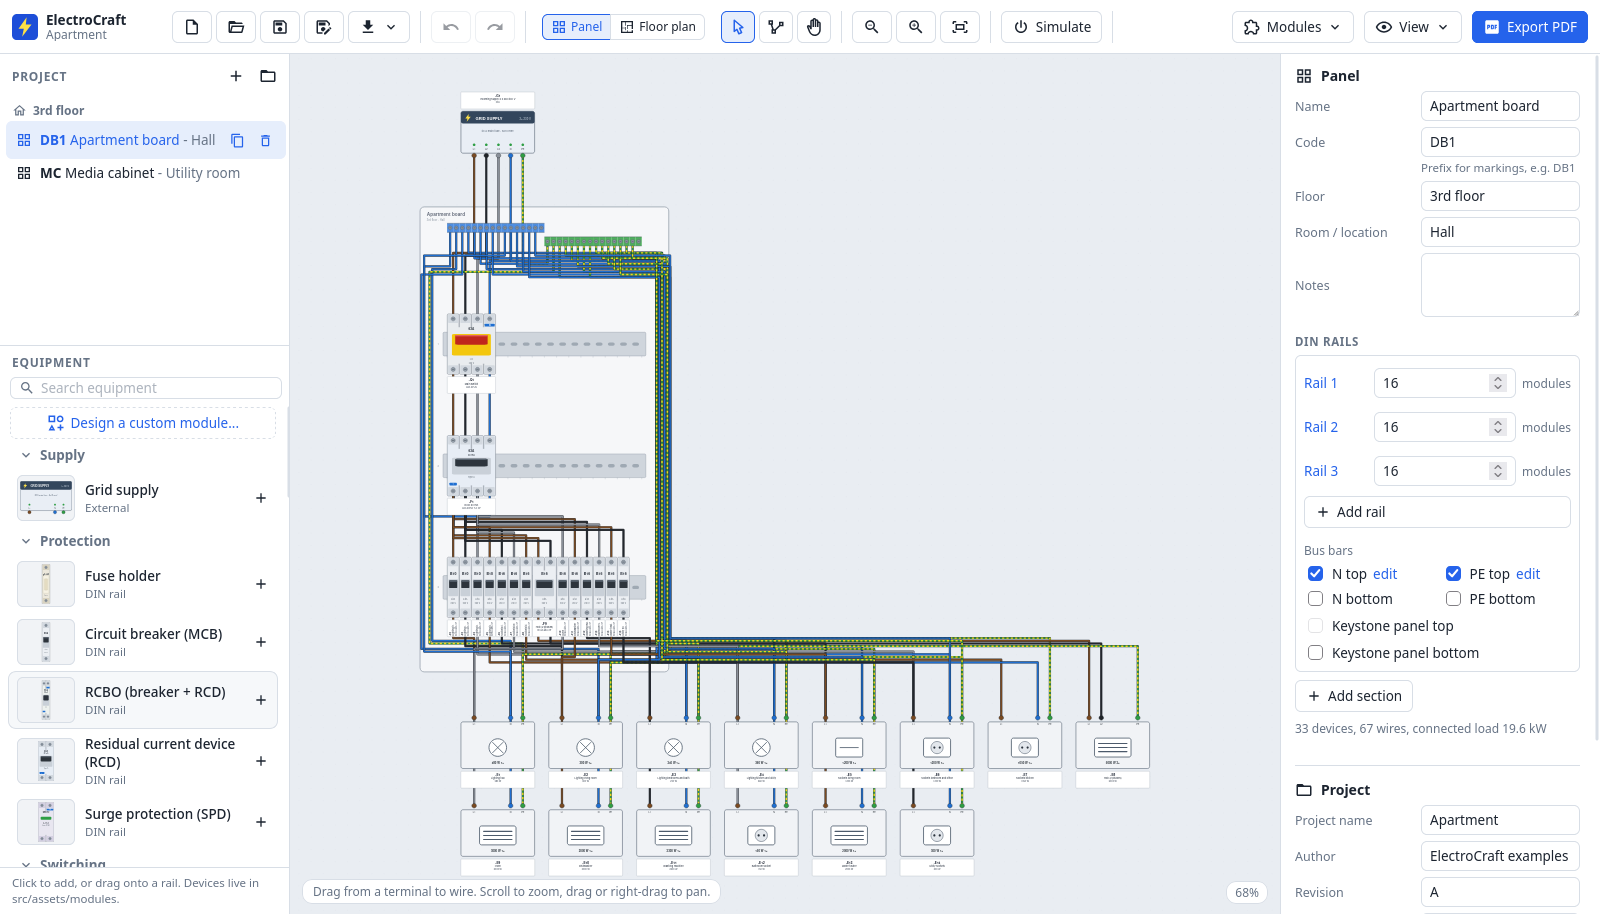 ElectroCraft
Apartment
Panel
Floor plan
Simulate
Modules
View
PDF
Export PDF
PROJECT
3rd floor
DB1 Apartment board - Hall
MC Media cabinet - Utility room
EQUIPMENT
Search equipment
Design a custom module...
Supply
Grid supply
External
Protection
Fuse holder
DIN rail
Circuit breaker (MCB)
DIN rail
RCBO (breaker + RCD)
DIN rail
Residual current device
(RCD)
DIN rail
Surge protection (SPD)
DIN rail
Switching
Click to add, or drag onto a rail. Devices live in
src/assets/modules.
GRID SUPPLY
Apartment board
Drag from a terminal to wire. Scroll to zoom, drag or right-drag to pan.
68%
Panel
Name
Apartment board
Code
DB1
Prefix for markings, e.g. DB1
Floor
3rd floor
Room / location
Hall
Notes
DIN RAILS
Rail 1
16
modules
Rail 2
16
modules
Rail 3
16
modules
Add rail
Bus bars
N top edit
PE top edit
N bottom
PE bottom
Keystone panel top
Keystone panel bottom
Add section
33 devices, 67 wires, connected load 19.6 kW
Project
Project name
Apartment
Author
ElectroCraft examples
Revision
A